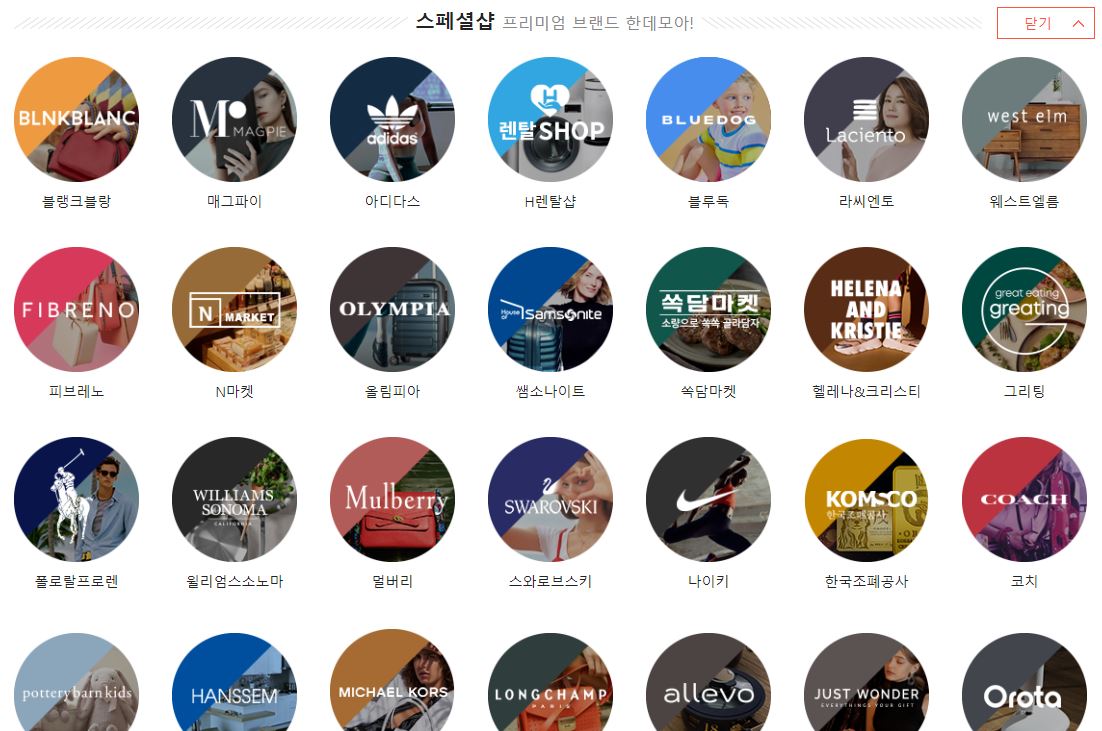 스페셜샵 프리미엄 브랜드 한데모아!
닫기
BLNKBLANC
M MAGPIE
adidas
H
렌탈SHOP
BLUEDOG
Laciento
west elm
블랭크블랑
매그파이
아디다스
H렌탈샵
블루독
라씨엔토
웨스트엘름
FIBRENO
N MARKET
OLYMPIA
House of Samsonite
쏙담마켓
소량으로 쏙쏙 골라담자
HELENA
AND
KRISTIE
great eating
greating
피브레노
N마켓
올림피아
쌤소나이트
쏙담마켓
헬레나&크리스티
그리팅
WILLIAMS
SONOMA
CALIFORNIA
Mulberry
SWAROVSKI
KOMSCO
한국조폐공사
COACH
폴로랄프로렌
윌리엄스소노마
멀버리
스와로브스키
나이키
한국조폐공사
코치
pottery barn kids
HANSSEM
MICHAEL KORS
LONGCHAMP
PARIS
allevo
JUST WONDER
EVERYTHINGS YOUR GIFT
Orota